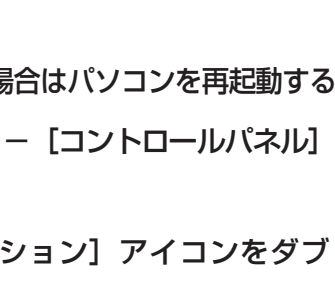 場合はパソコンを再起動する
－［コントロールパネル］
ション］アイコンをダブ